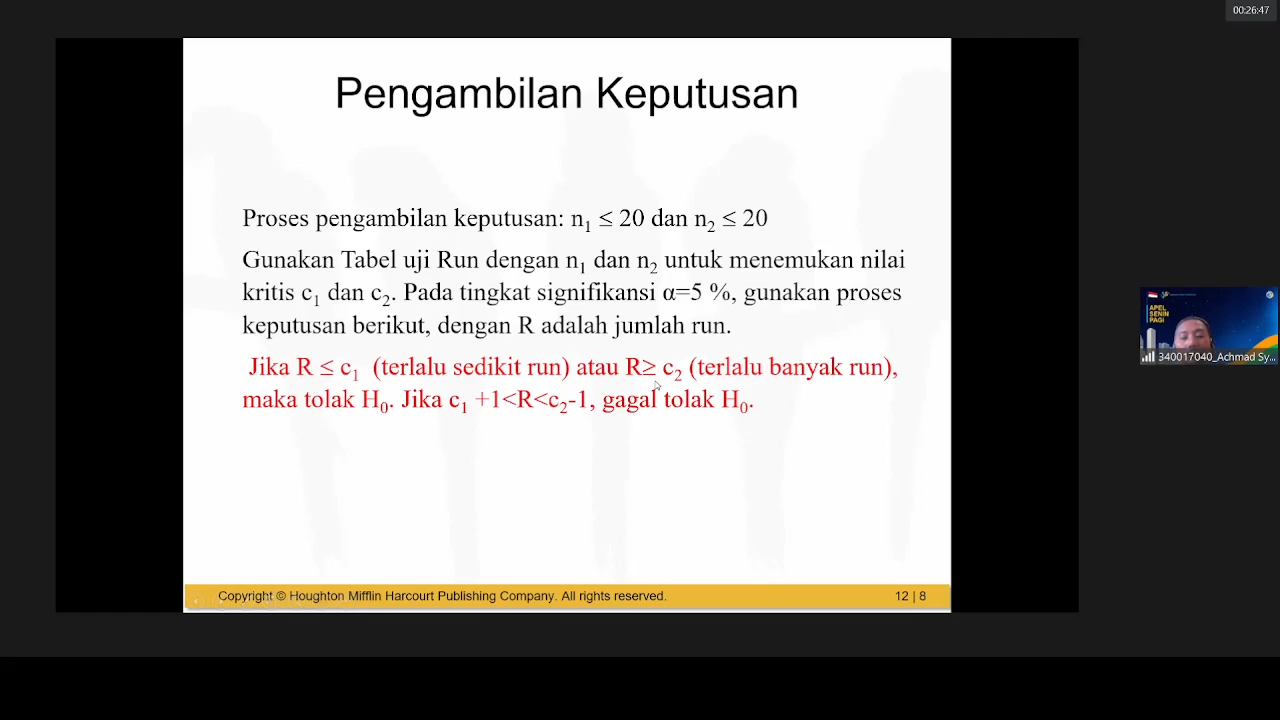 00:26:47
Pengambilan Keputusan
Proses pengambilan keputusan: n₁ ≤ 20 dan n₂ ≤ 20
Gunakan Tabel uji Run dengan n₁ dan n₂ untuk menemukan nilai
kritis c₁ dan c₂. Pada tingkat signifikansi α=5 %, gunakan proses
keputusan berikut, dengan R adalah jumlah run.
Jika R ≤ c₁ (terlalu sedikit run) atau R≥ c₂ (terlalu banyak run),
maka tolak H₀. Jika c₁ +1<R<c₂-1, gagal tolak H₀.
APEL
SENIN
PAGI
340017040_Achmad Sy...
Copyright © Houghton Mifflin Harcourt Publishing Company. All rights reserved.
12 | 8